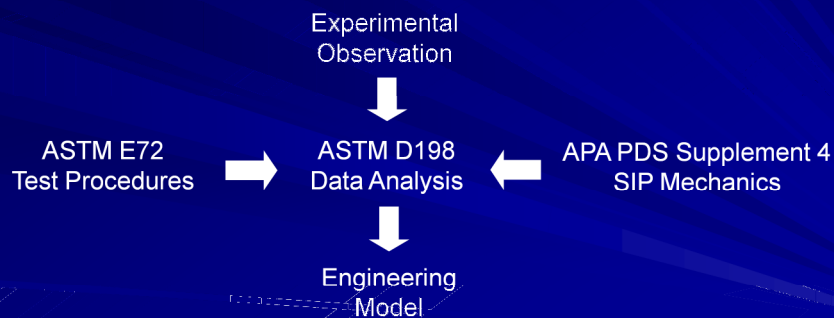 Experimental
Observation
ASTM E72
Test Procedures
ASTM D198
Data Analysis
APA PDS Supplement 4
SIP Mechanics
Engineering
Model